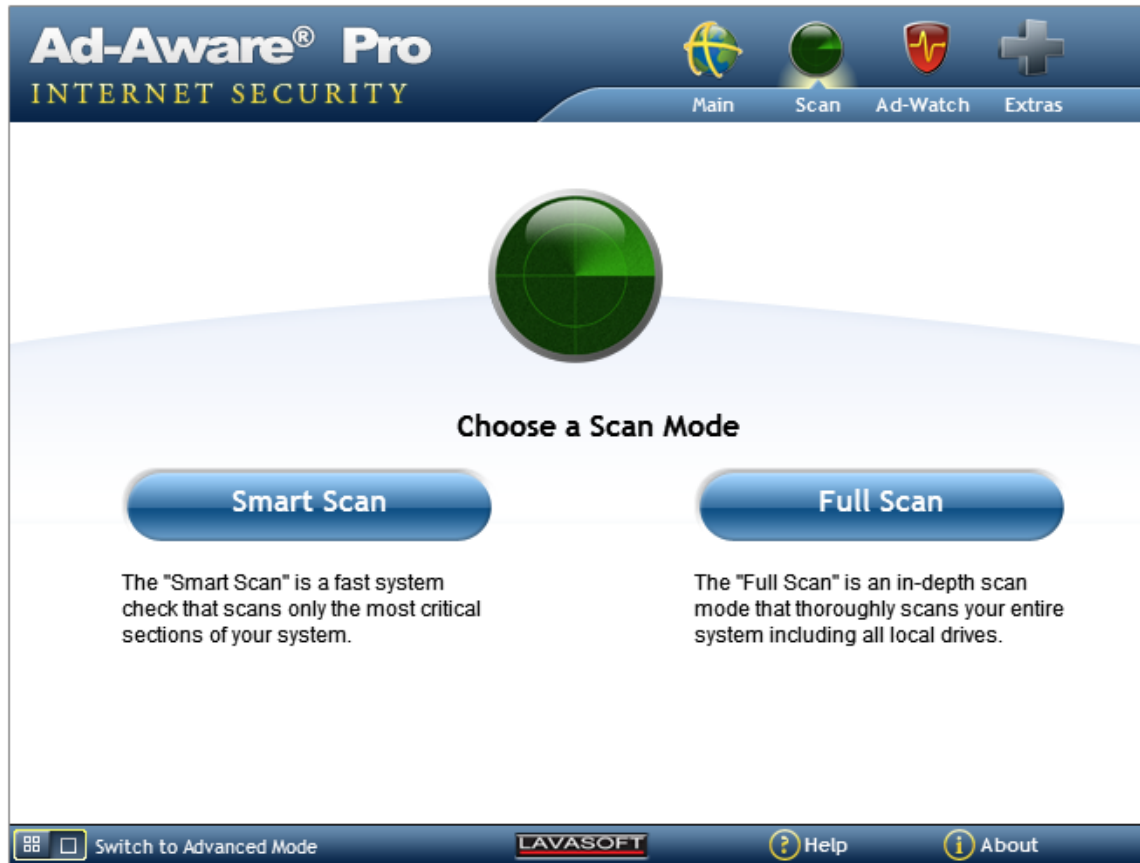 Ad-Aware® Pro
INTERNET SECURITY
Main
Scan
Ad-Watch
Extras
Choose a Scan Mode
Smart Scan
The "Smart Scan" is a fast system
check that scans only the most critical
sections of your system.
Full Scan
The "Full Scan" is an in-depth scan
mode that thoroughly scans your entire
system including all local drives.
Switch to Advanced Mode
LAVASOFT
Help
About